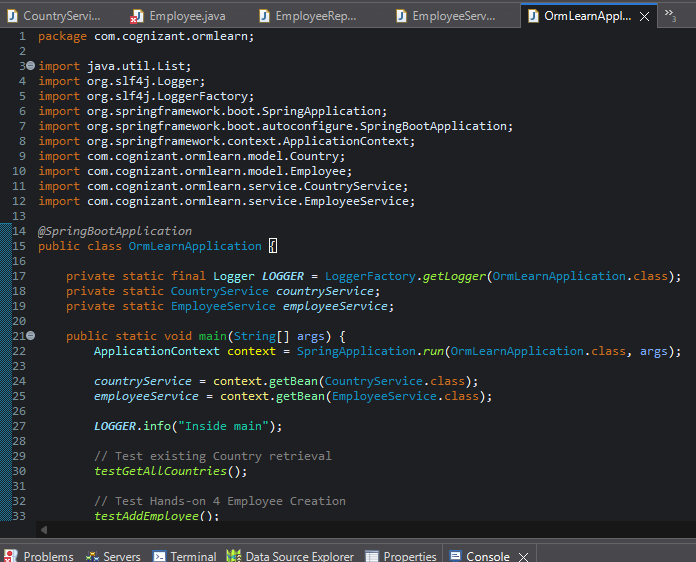 CountryServi...
Employee.java
EmployeeRep...
EmployeeServ...
OrmLearnAppl...
»3
1 package com.cognizant.ormlearn;
2
3 import java.util.List;
4 import org.slf4j.Logger;
5 import org.slf4j.LoggerFactory;
6 import org.springframework.boot.SpringApplication;
7 import org.springframework.boot.autoconfigure.SpringBootApplication;
8 import org.springframework.context.ApplicationContext;
9 import com.cognizant.ormlearn.model.Country;
10 import com.cognizant.ormlearn.model.Employee;
11 import com.cognizant.ormlearn.service.CountryService;
12 import com.cognizant.ormlearn.service.EmployeeService;
13
14 @SpringBootApplication
15 public class OrmLearnApplication {
16
17     private static final Logger LOGGER = LoggerFactory.getLogger(OrmLearnApplication.class);
18     private static CountryService countryService;
19     private static EmployeeService employeeService;
20
21     public static void main(String[] args) {
22         ApplicationContext context = SpringApplication.run(OrmLearnApplication.class, args);
23
24         countryService = context.getBean(CountryService.class);
25         employeeService = context.getBean(EmployeeService.class);
26
27         LOGGER.info("Inside main");
28
29         // Test existing Country retrieval
30         testGetAllCountries();
31
32         // Test Hands-on 4 Employee Creation
33         testAddEmployee();
Problems
Servers
Terminal
Data Source Explorer
Properties
Console